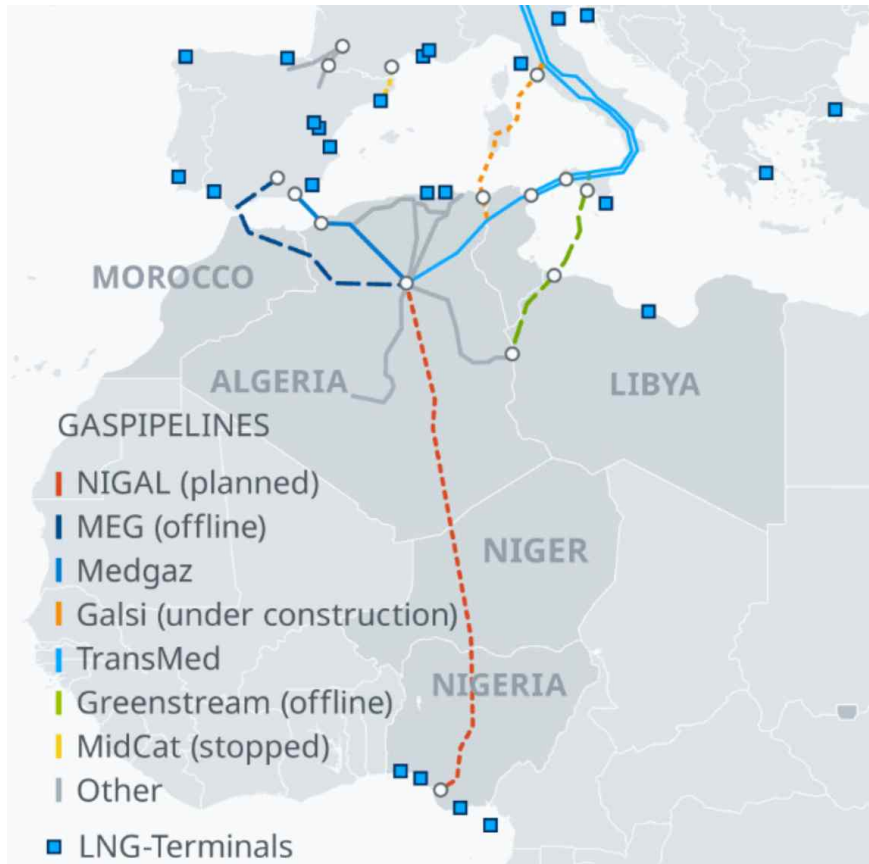 MOROCCO
ALGERIA
LIBYA
GASPIPELINES
NIGAL (planned)
MEG (offline)
NIGER
Medgaz
Galsi (under construction)
TransMed
NIGERIA
Greenstream (offline)
MidCat (stopped)
Other
LNG-Terminals